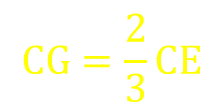 CG = 2/3 CE